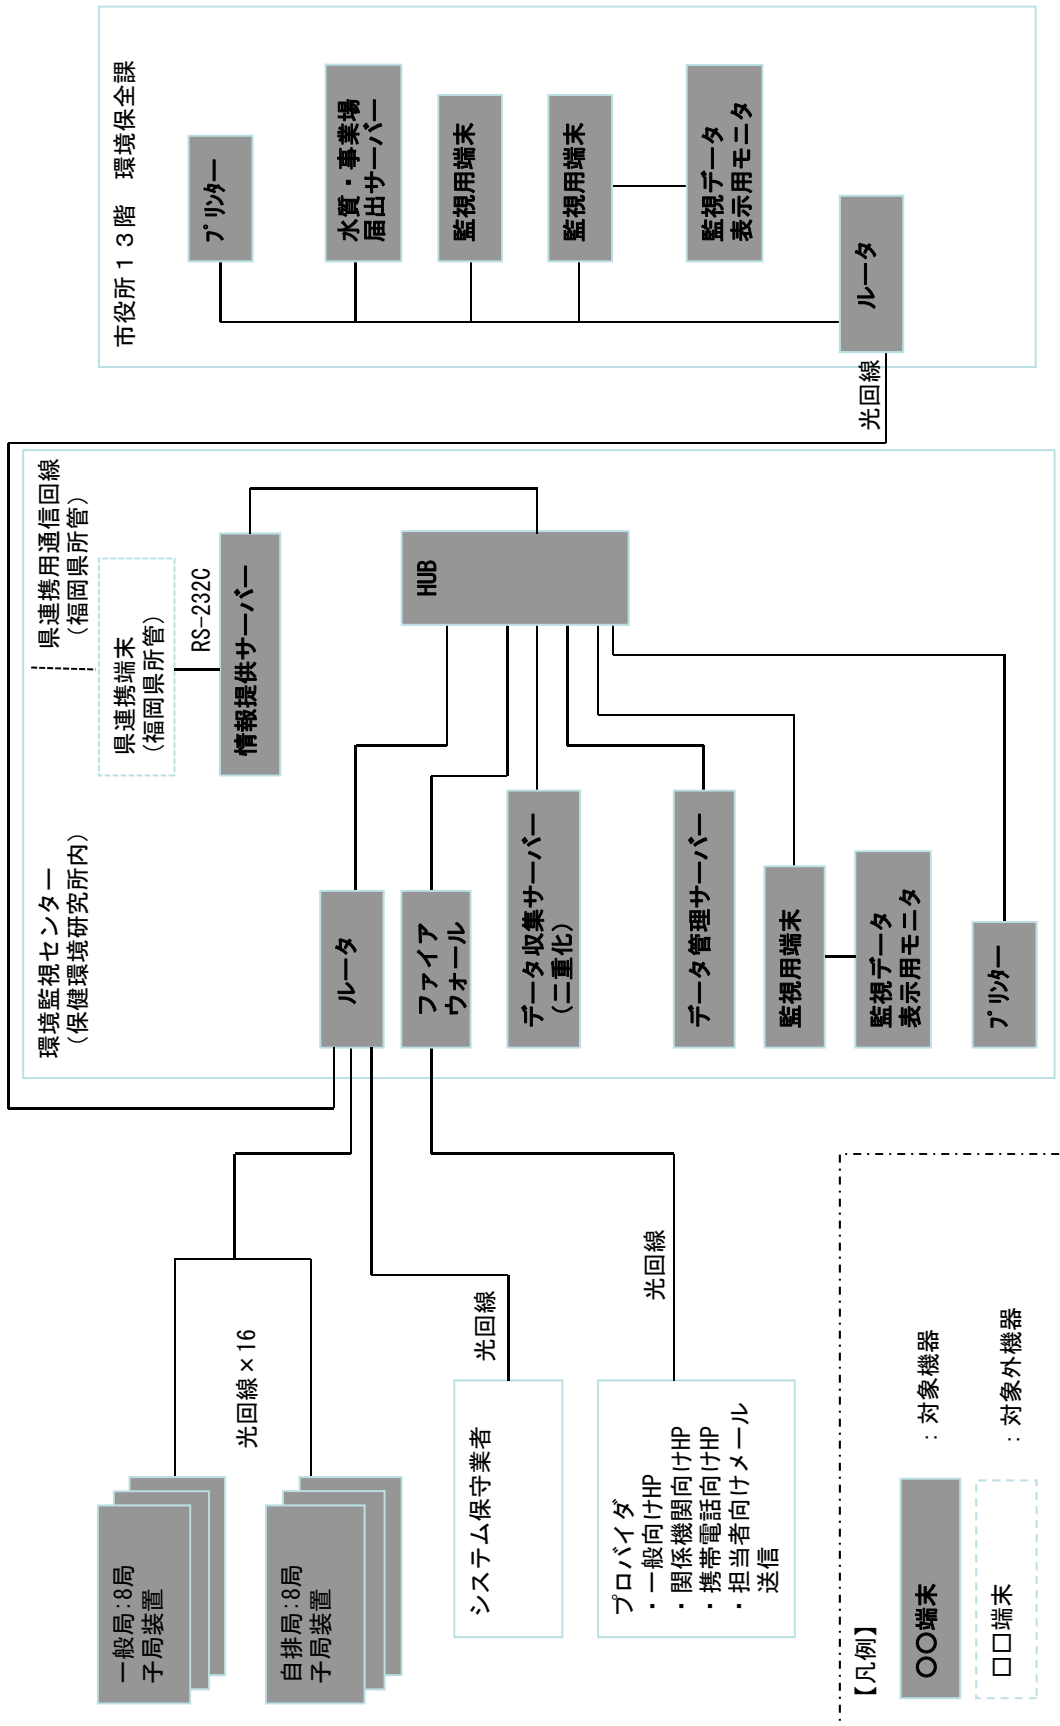 一般局:8局
子局装置
自排局:8局
子局装置
光回線×16
システム保守業者
光回線
プロバイダ
・一般向けHP
・関係機関向けHP
・携帯電話向けHP
・担当者向けメール
送信
光回線
【凡例】
〇〇端末
：対象機器
□□端末
：対象外機器
環境監視センター
(保健環境研究所内)
県連携用通信回線
(福岡県所管)
県連携端末
(福岡県所管)
RS-232C
情報提供サーバー
HUB
ルータ
ファイア
ウォール
データ収集サーバー
(二重化)
データ管理サーバー
監視用端末
監視データ
表示用モニタ
プリンター
光回線
市役所13階　環境保全課
プリンター
水質・事業場
届出サーバー
監視用端末
監視用端末
監視データ
表示用モニタ
ルータ